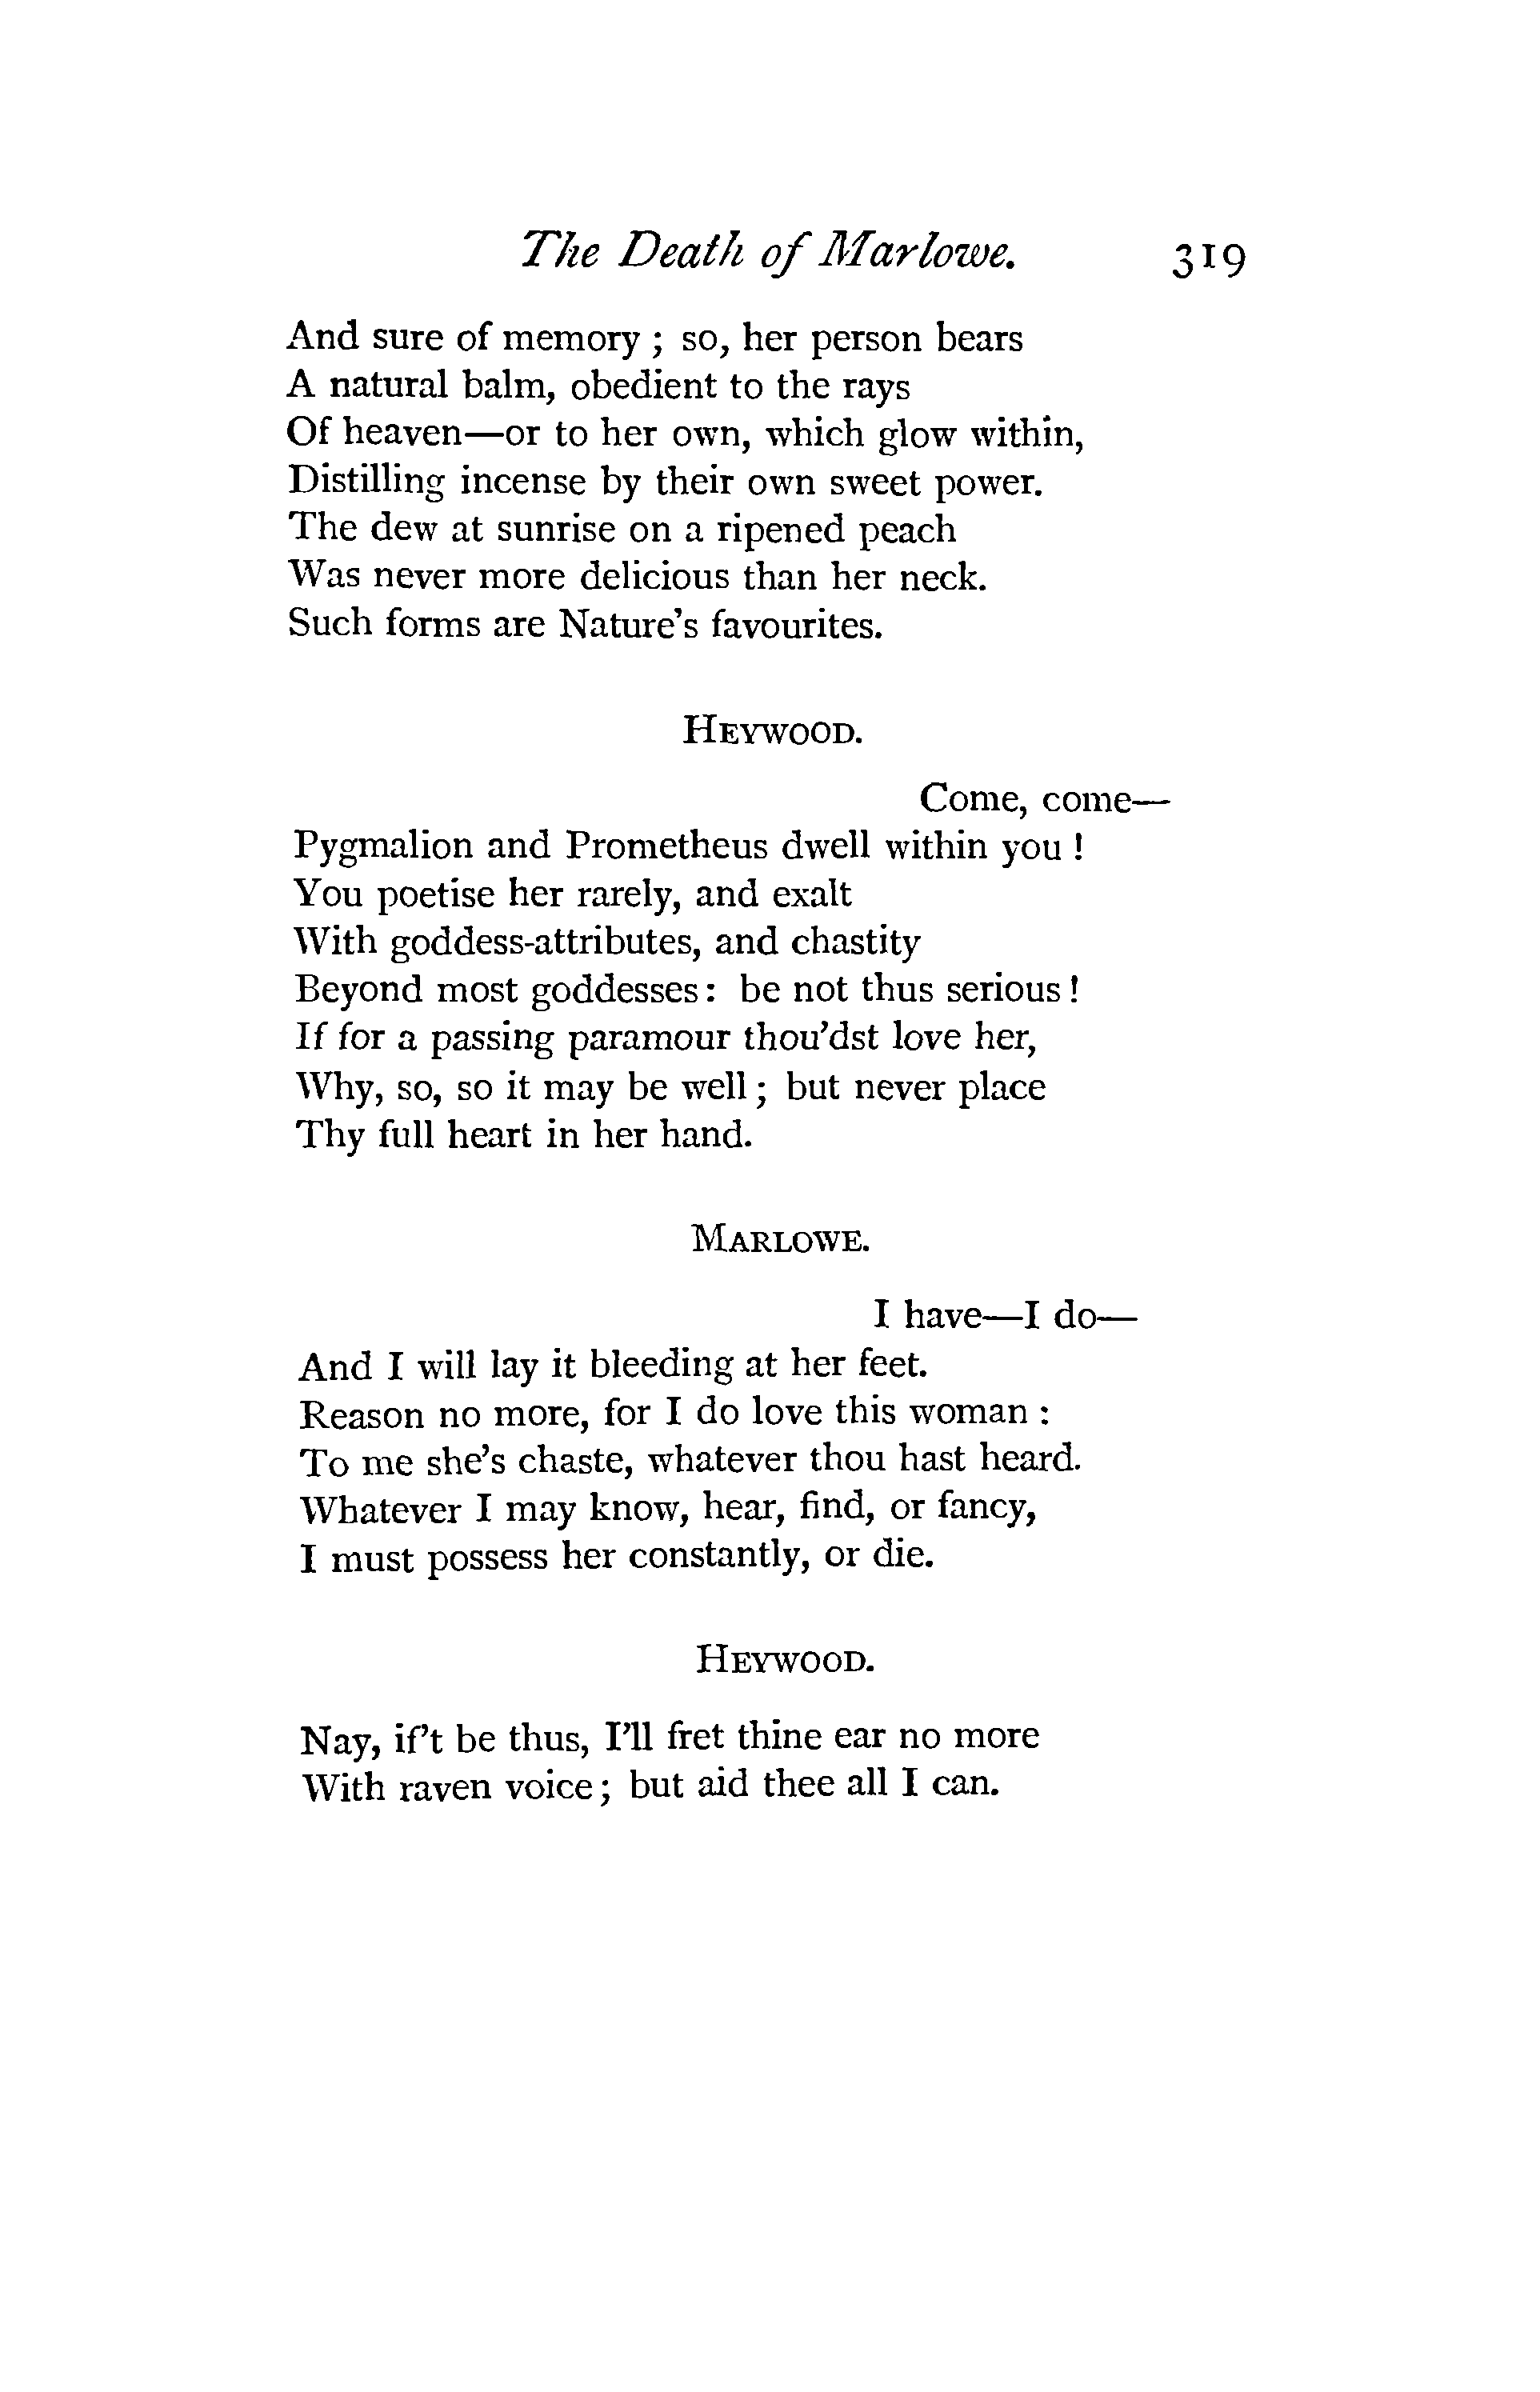 The Death of Marlowe. 319
And sure of memory ; so, her person bears
A natural balm, obedient to the rays
Of heaven—or to her own, which glow within,
Distilling incense by their own sweet power.
The dew at sunrise on a ripened peach
Was never more delicious than her neck.
Such forms are Nature's favourites.
HEYWOOD.
Come, come—
Pygmalion and Prometheus dwell within you !
You poetise her rarely, and exalt
With goddess-attributes, and chastity
Beyond most goddesses : be not thus serious !
If for a passing paramour thou'dst love her,
Why, so, so it may be well ; but never place
Thy full heart in her hand.
MARLOWE.
I have—I do—
And I will lay it bleeding at her feet.
Reason no more, for I do love this woman :
To me she's chaste, whatever thou hast heard.
Whatever I may know, hear, find, or fancy,
I must possess her constantly, or die.
HEYWOOD.
Nay, if't be thus, I'll fret thine ear no more
With raven voice ; but aid thee all I can.